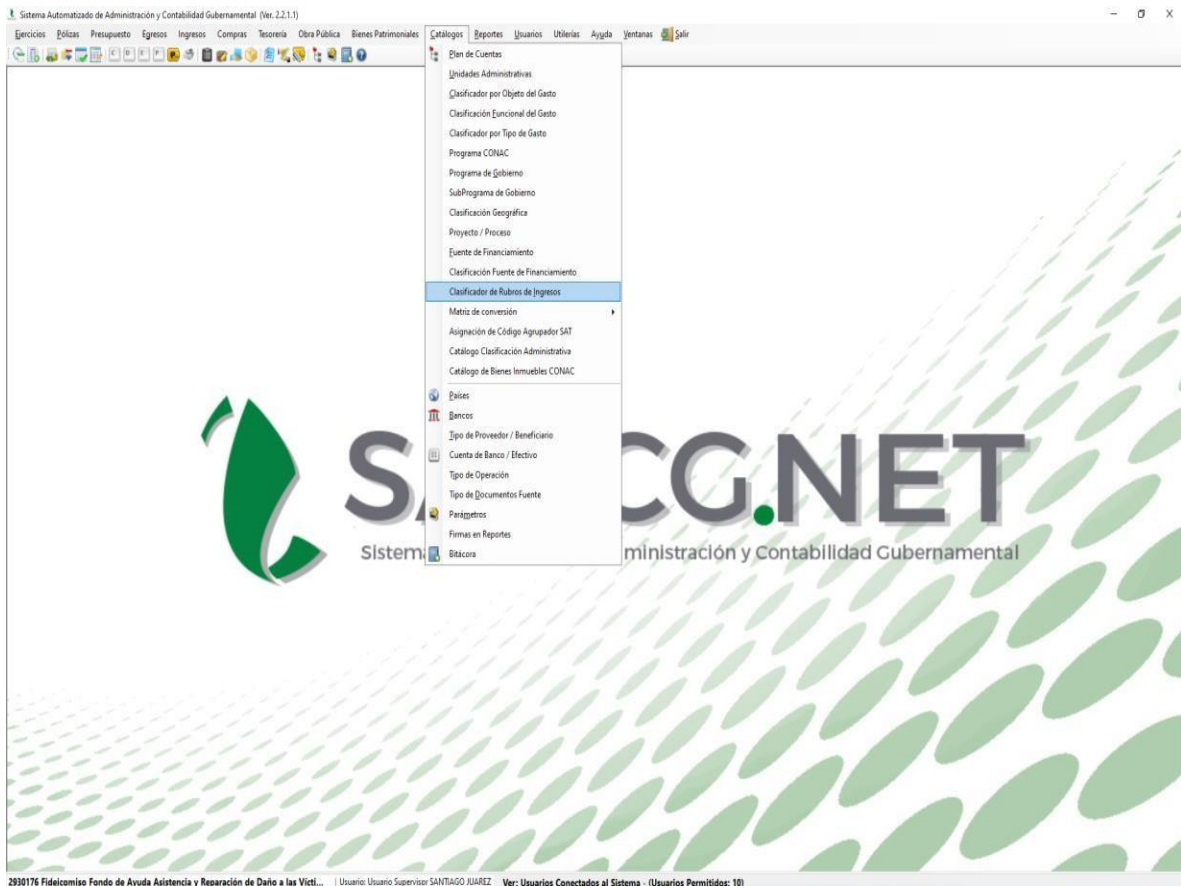 Sistema Automatizado de Administración y Contabilidad Gubernamental (Ver. 2.2.1.1)
Ejercicios Pólizas Presupuesto Egresos Ingresos Compras Tesorería Obra Pública Bienes Patrimoniales Catálogos Reportes Usuarios Utilerias Ayuda Ventanas Salir
Plan de Cuentas
Unidades Administrativas
Clasificador por Objeto del Gasto
Clasificación Funcional del Gasto
Clasificador por Tipo de Gasto
Programa CONAC
Programa de Gobierno
SubPrograma de Gobierno
Clasificación Geográfica
Proyecto / Proceso
Fuente de Financiamiento
Clasificación Fuente de Financiamiento
Clasificador de Rubros de Ingresos
Matriz de conversión
Asignación de Código Agrupador SAT
Catálogo Clasificación Administrativa
Catálogo de Bienes Inmuebles CONAC
Países
Bancos
Tipo de Proveedor / Beneficiario
Cuenta de Banco / Efectivo
Tipo de Operación
Tipo de Documentos Fuente
Parámetros
Firmas en Reportes
Bitácora
S CG.NET
Sistem ministración y Contabilidad Gubernamental
2930176 Fideicomiso Fondo de Ayuda Asistencia y Reparación de Daño a las Vícti... | Usuario: Usuario Supervisor SANTIAGO JUAREZ Ver: Usuarios Conectados al Sistema - (Usuarios Permitidos: 10)